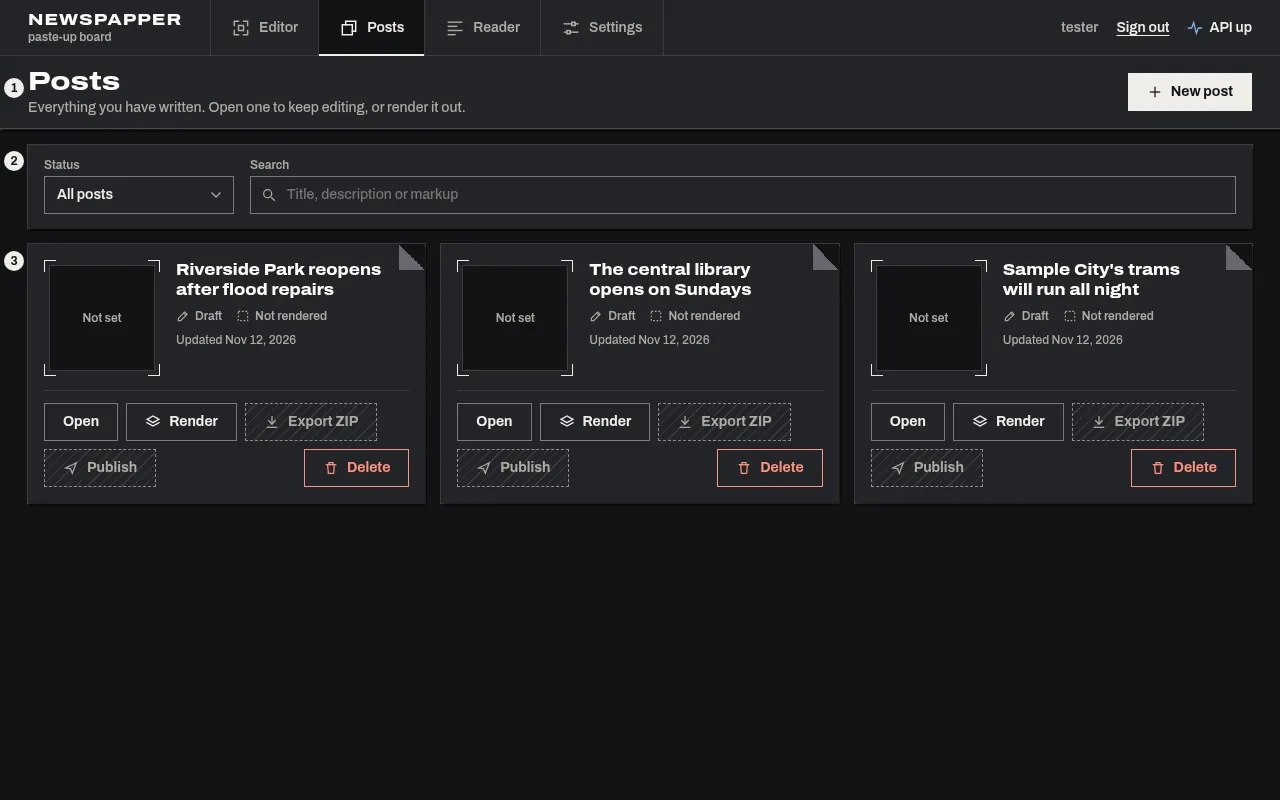 NEWSPAPPER
paste-up board
Editor
Posts
Reader
Settings
tester
Sign out
API up
1
Posts
Everything you have written. Open one to keep editing, or render it out.
New post
2
Status
Search
All posts
Title, description or markup
3
Not set
Riverside Park reopens
after flood repairs
Draft
Not rendered
Updated Nov 12, 2026
Open
Render
Export ZIP
Publish
Delete
Not set
The central library
opens on Sundays
Draft
Not rendered
Updated Nov 12, 2026
Open
Render
Export ZIP
Publish
Delete
Not set
Sample City's trams
will run all night
Draft
Not rendered
Updated Nov 12, 2026
Open
Render
Export ZIP
Publish
Delete